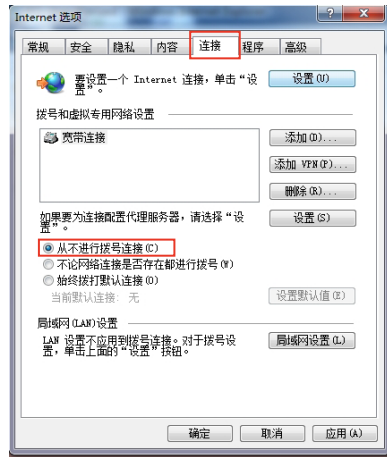 Internet 选项
常规 安全 隐私 内容 连接 程序 高级
要设置一个 Internet 连接，单击“设置”。
设置(U)
拨号和虚拟专用网络设置
宽带连接
添加(D)...
添加 VPN(P)...
删除(R)...
如果要为连接配置代理服务器，请选择“设置”。
设置(S)
从不进行拨号连接(C)
不论网络连接是否存在都进行拨号(W)
始终拨打默认连接(O)
当前默认连接: 无
设置默认值(E)
局域网(LAN)设置
LAN 设置不应用到拨号连接。对于拨号设置，单击上面的“设置”按钮。
局域网设置(L)
确定 取消 应用(A)